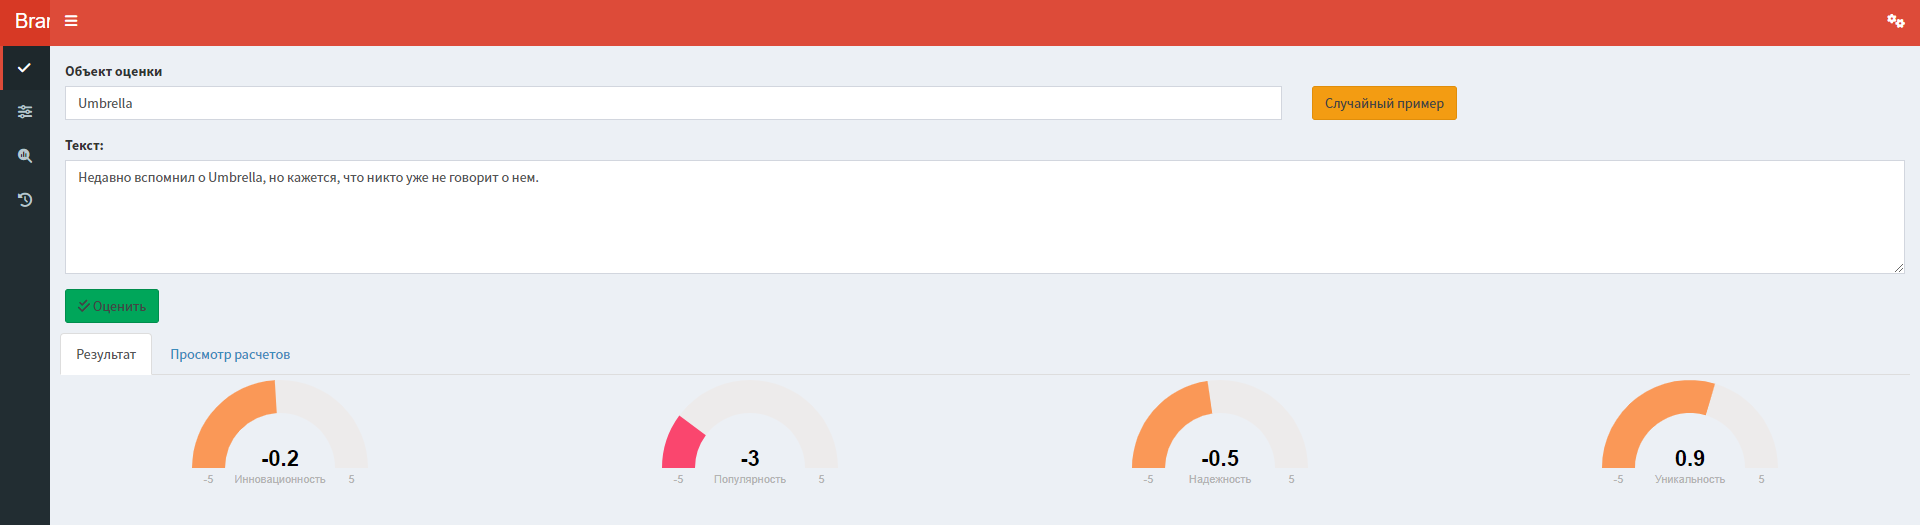 Bran
Объект оценки
Umbrella
Случайный пример
Текст:
Недавно вспомнил о Umbrella, но кажется, что никто уже не говорит о нем.
Оценить
Результат Просмотр расчетов
-0.2 -3 -0.5 0.9
-5 Инновационность 5 -5 Популярность 5 -5 Надежность 5 -5 Уникальность 5